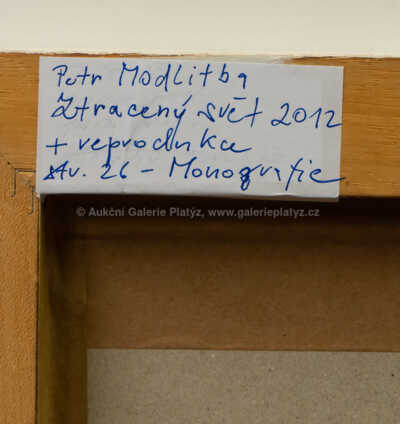 Petr Modlitba
Ztracený svět 2012
+ reprodukce
str. 26 - Monografie
© Aukční Galerie Platýz, www.galerieplatyz.cz